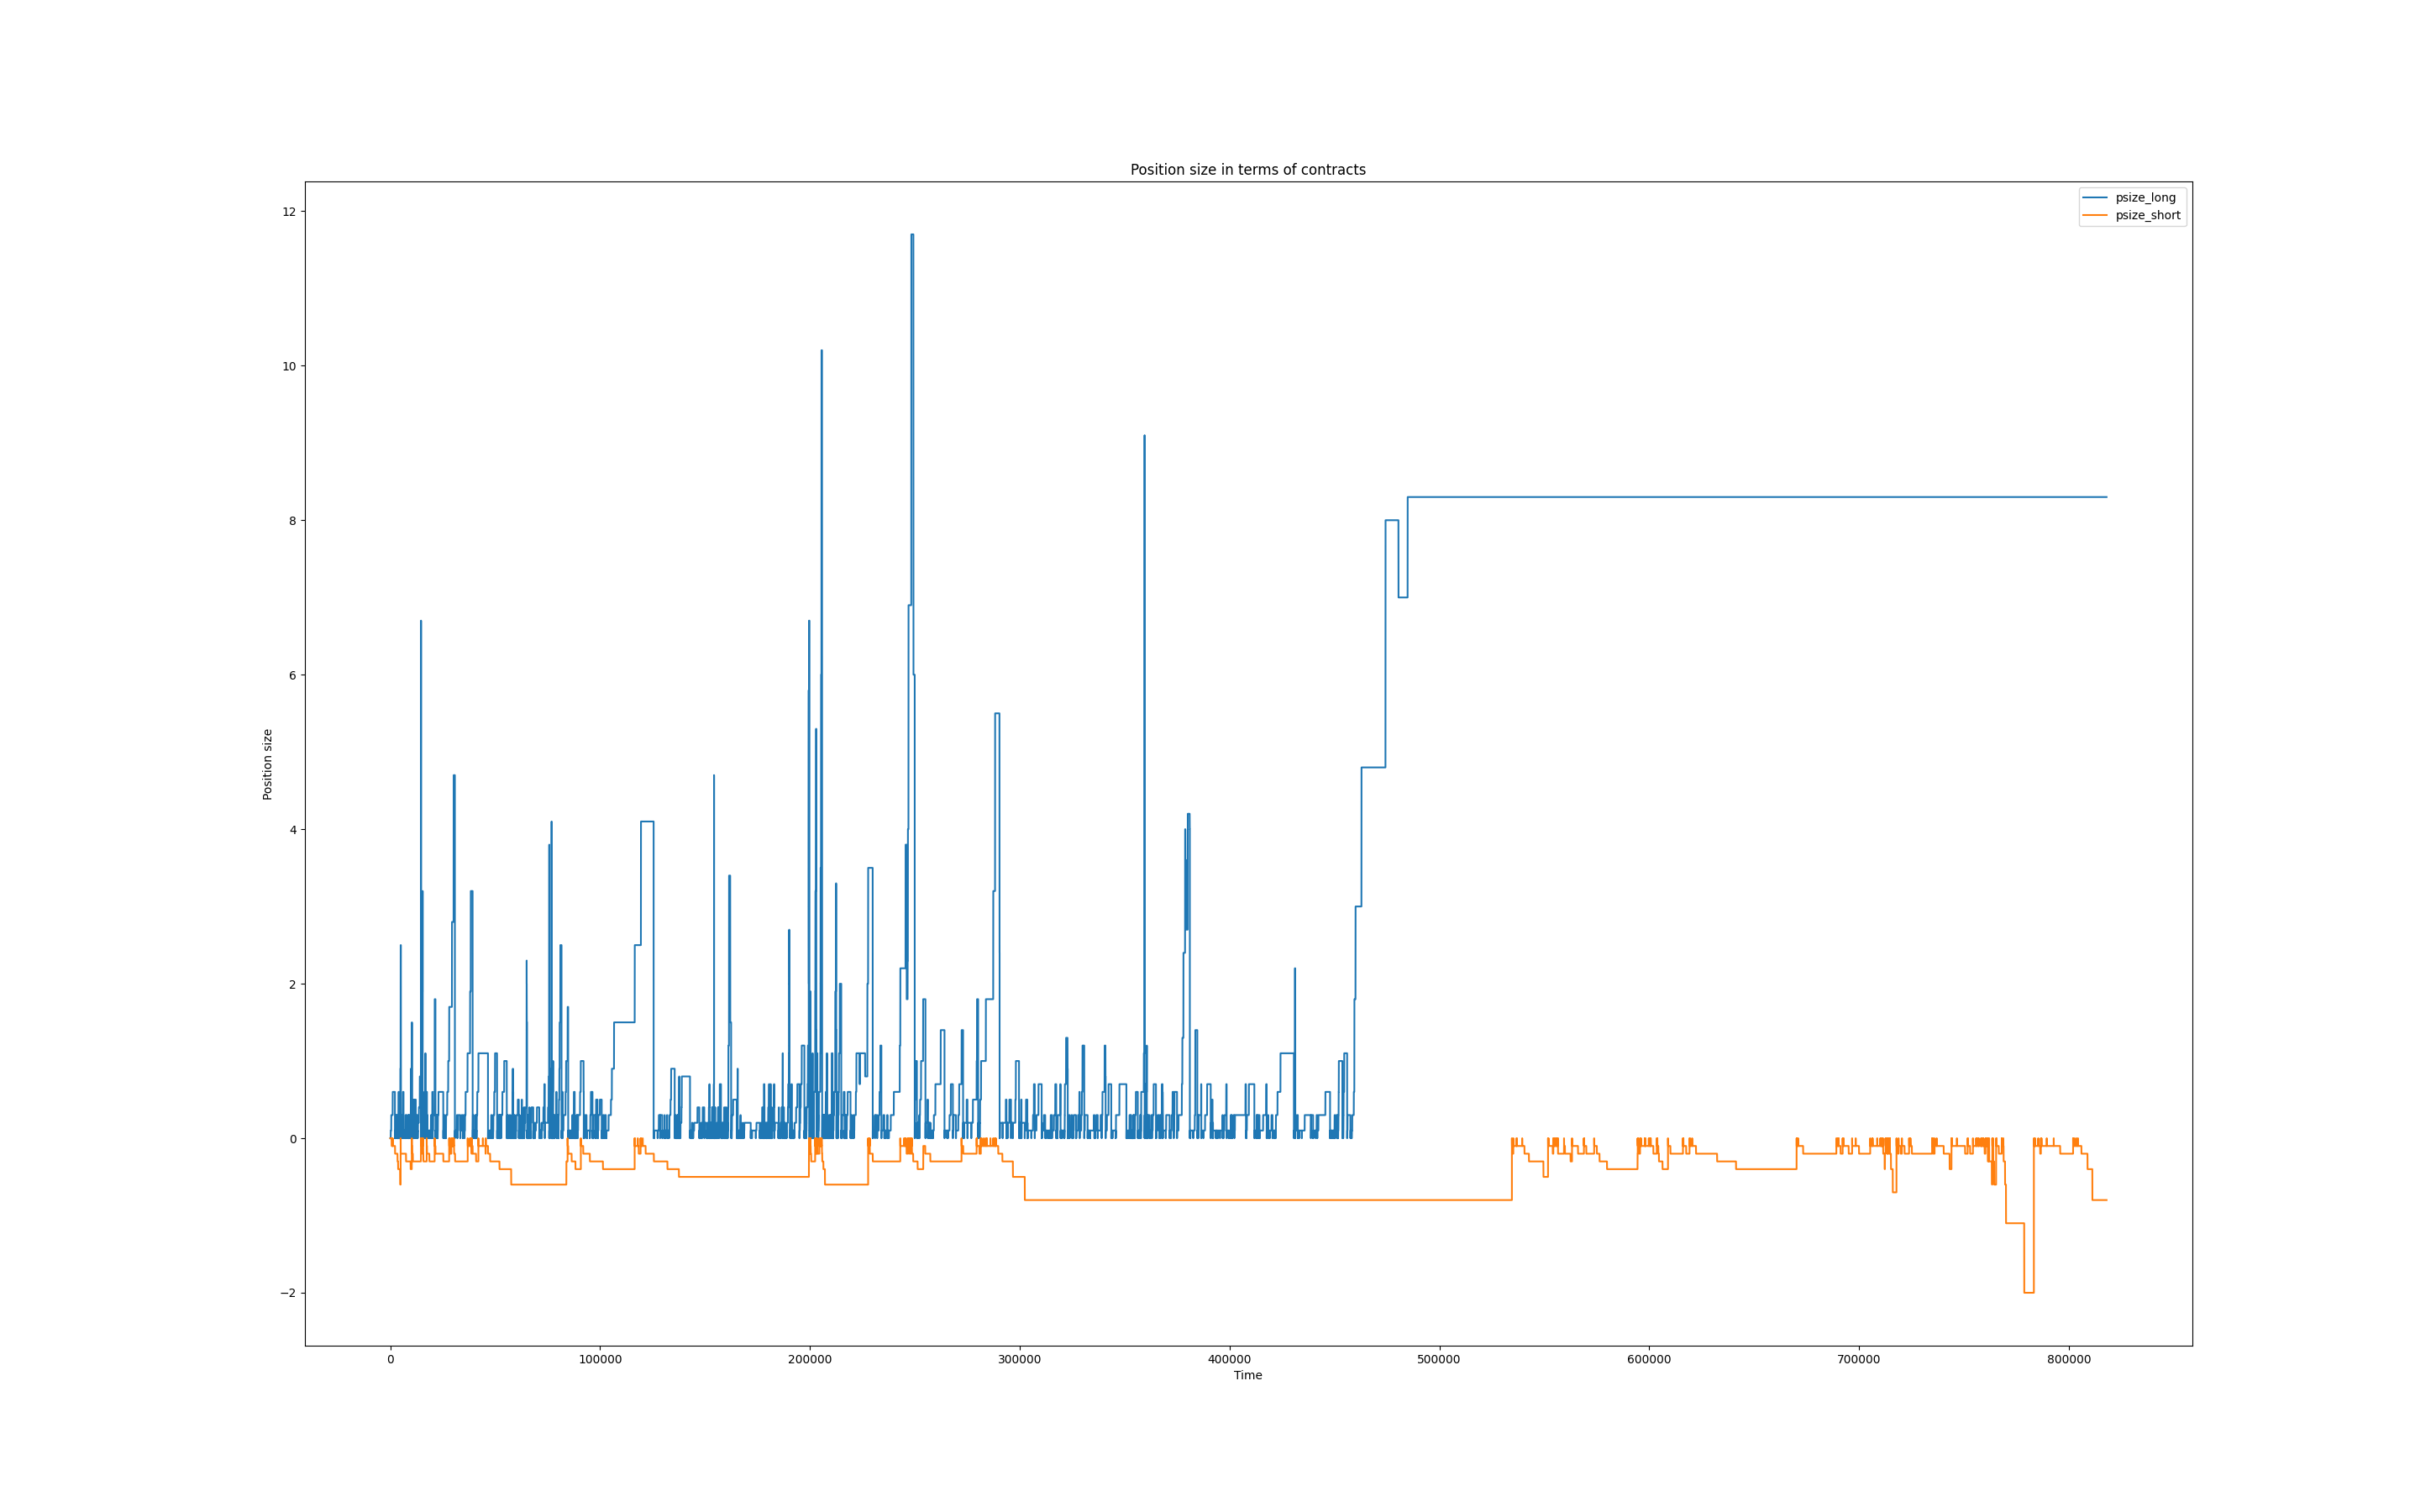 Position size in terms of contracts
psize_long
psize_short
12
10
8
6
4
2
0
−2
Position size
0 100000 200000 300000 400000 500000 600000 700000 800000
Time